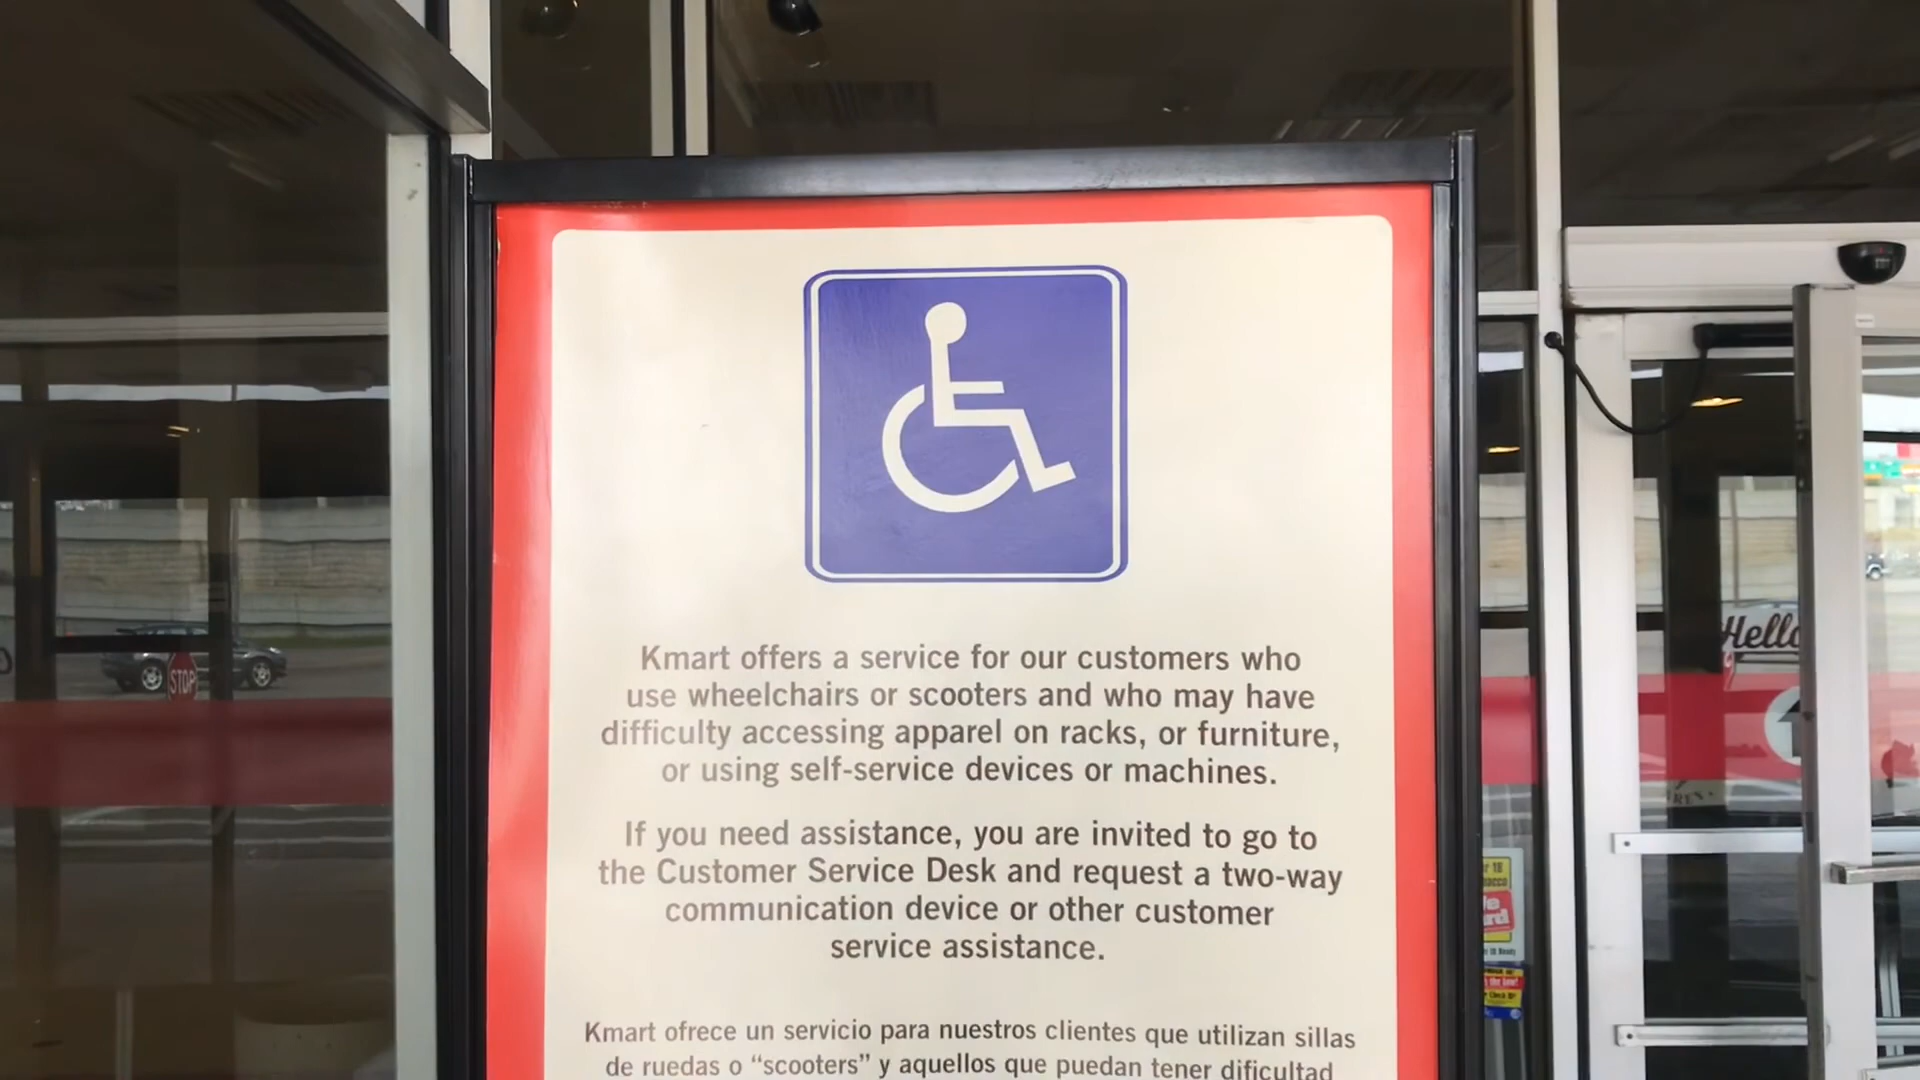 Kmart offers a service for our customers who
use wheelchairs or scooters and who may have
difficulty accessing apparel on racks, or furniture,
or using self-service devices or machines.
If you need assistance, you are invited to go to
the Customer Service Desk and request a two-way
communication device or other customer
service assistance.
Kmart ofrece un servicio para nuestros clientes que utilizan sillas
de ruedas o “scooters” y aquellos que puedan tener dificultad
STOP
Hello